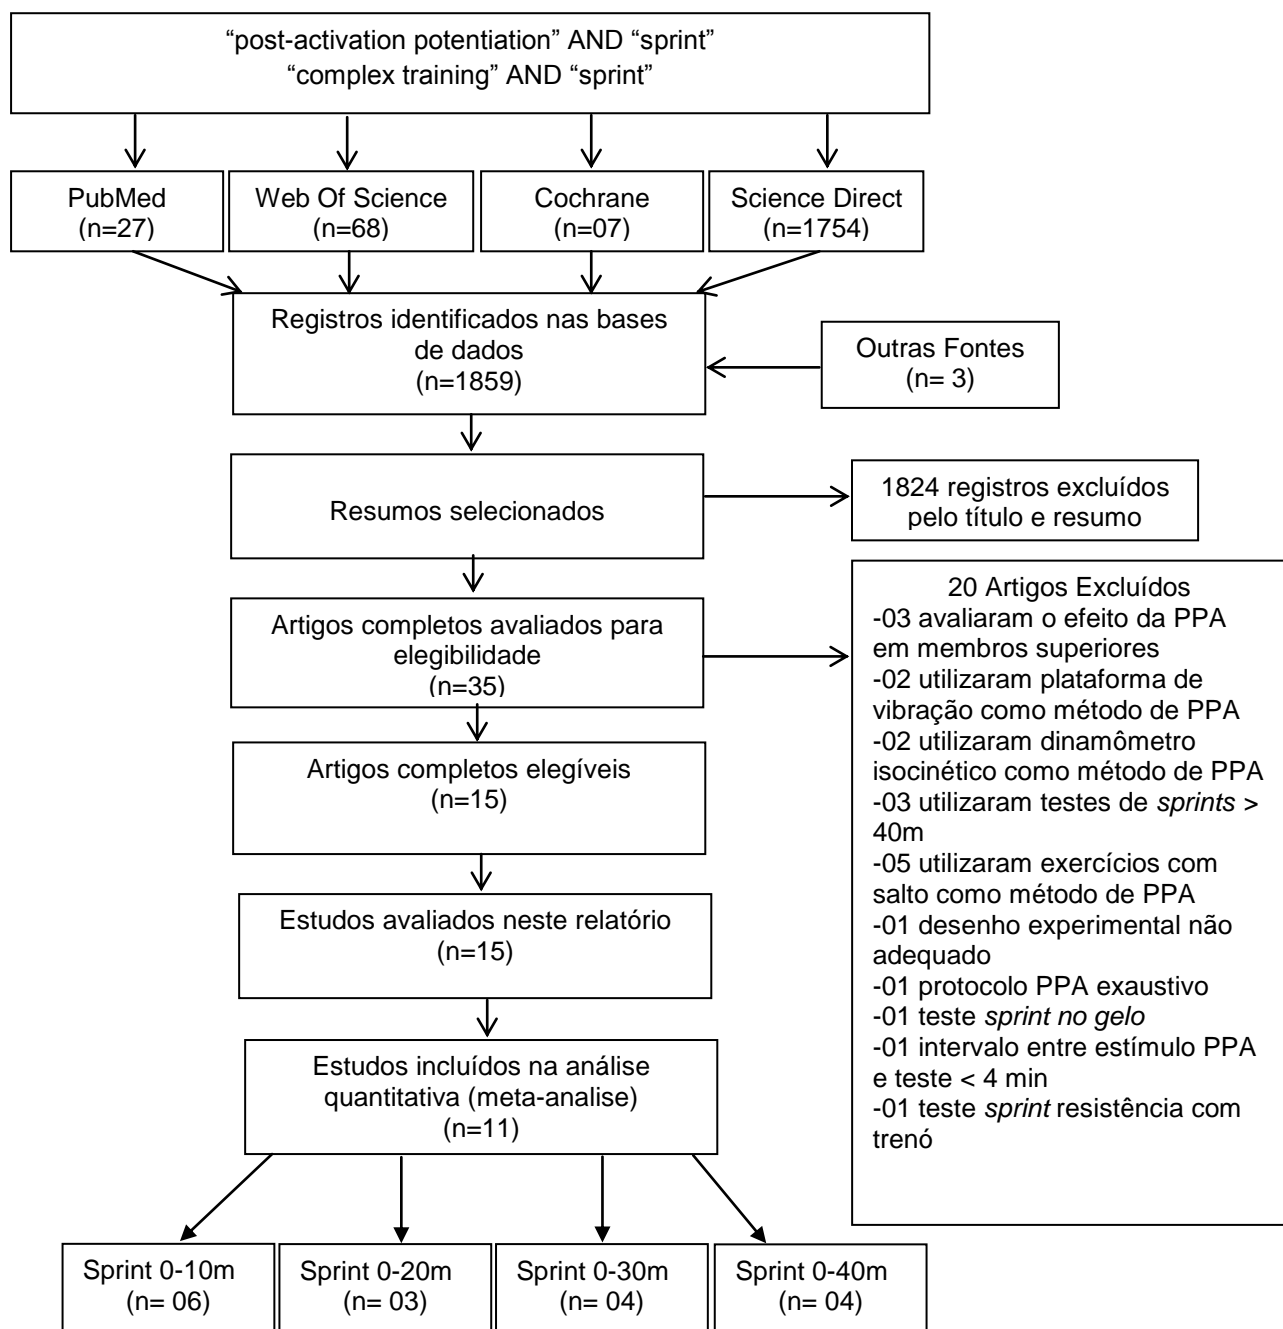 “post-activation potentiation” AND “sprint”
“complex training” AND “sprint”
PubMed
(n=27)
Web Of Science
(n=68)
Cochrane
(n=07)
Science Direct
(n=1754)
Registros identificados nas bases
de dados
(n=1859)
Outras Fontes
(n= 3)
Resumos selecionados
1824 registros excluídos
pelo título e resumo
Artigos completos avaliados para
elegibilidade
(n=35)
20 Artigos Excluídos
-03 avaliaram o efeito da PPA
em membros superiores
-02 utilizaram plataforma de
vibração como método de PPA
-02 utilizaram dinamômetro
isocinético como método de PPA
-03 utilizaram testes de sprints >
40m
-05 utilizaram exercícios com
salto como método de PPA
-01 desenho experimental não
adequado
-01 protocolo PPA exaustivo
-01 teste sprint no gelo
-01 intervalo entre estímulo PPA
e teste < 4 min
-01 teste sprint resistência com
trenó
Artigos completos elegíveis
(n=15)
Estudos avaliados neste relatório
(n=15)
Estudos incluídos na análise
quantitativa (meta-analise)
(n=11)
Sprint 0-10m
(n= 06)
Sprint 0-20m
(n= 03)
Sprint 0-30m
(n= 04)
Sprint 0-40m
(n= 04)